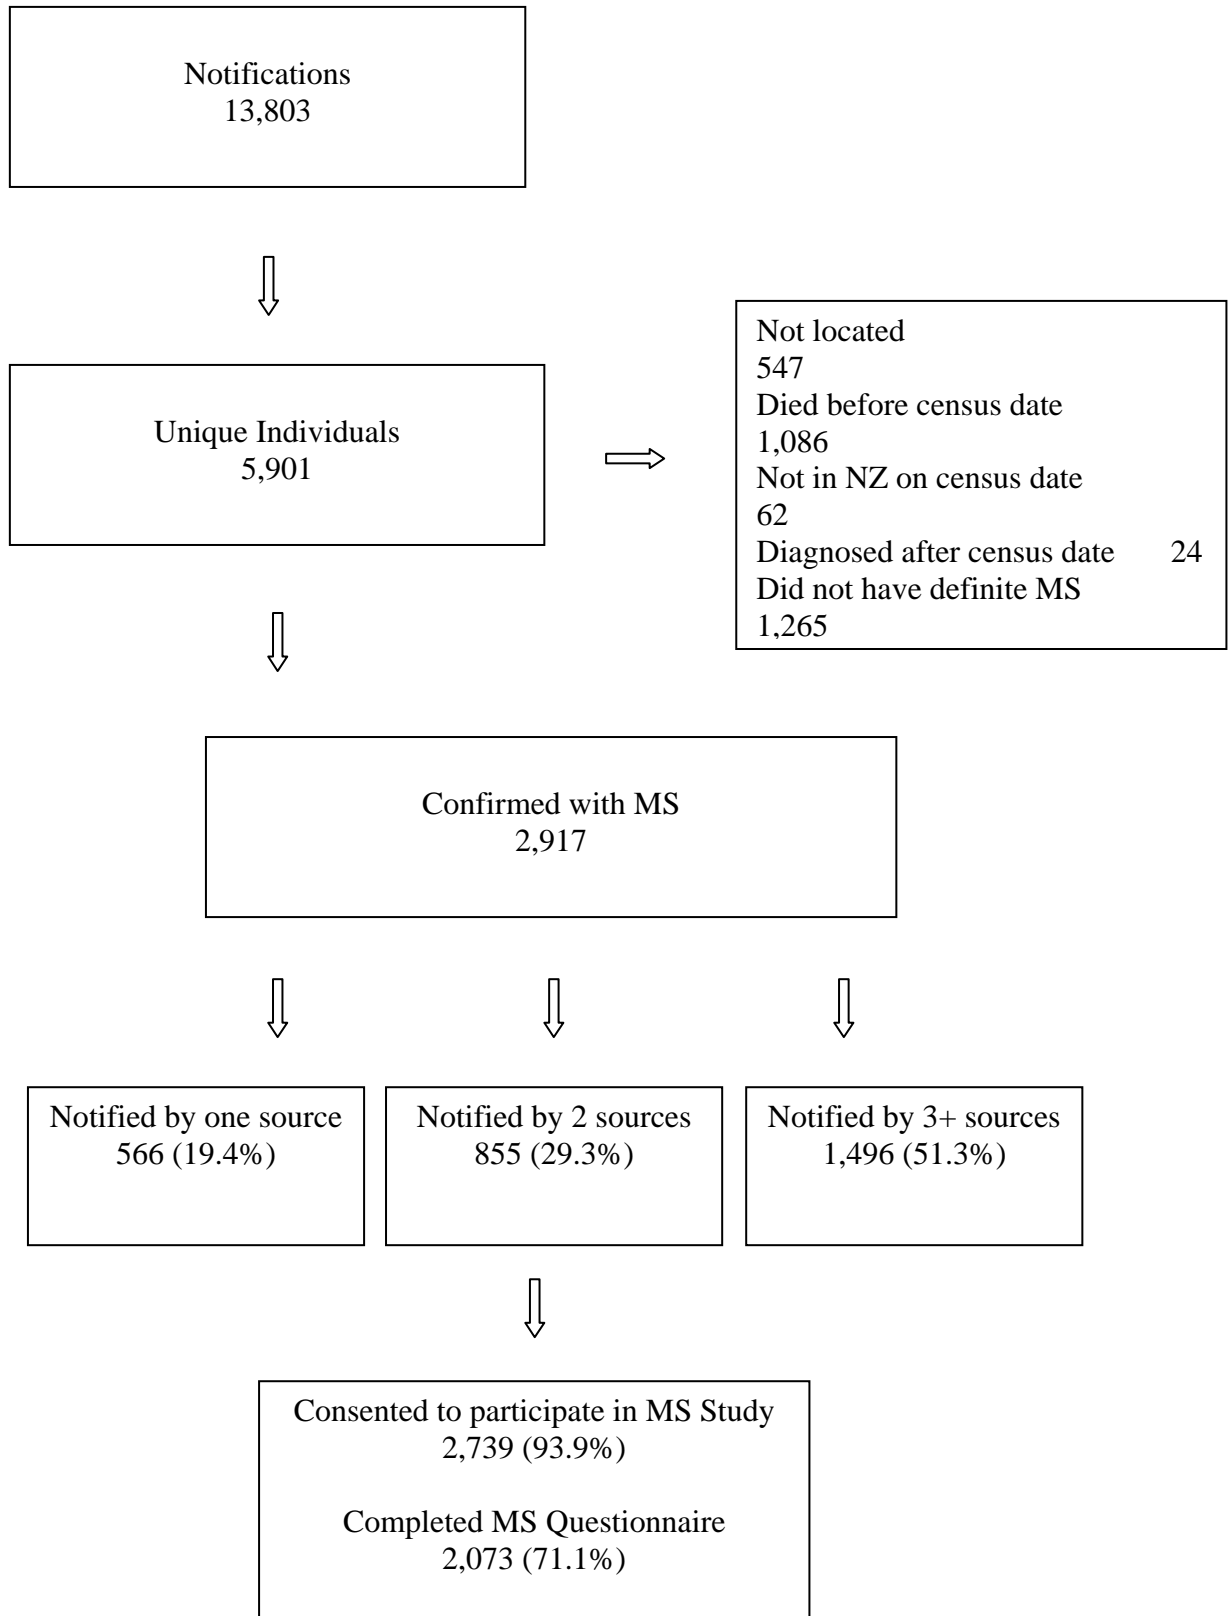 Notifications
13,803
Unique Individuals
5,901
Not located
547
Died before census date
1,086
Not in NZ on census date
62
Diagnosed after census date 24
Did not have definite MS
1,265
Confirmed with MS
2,917
Notified by one source
566 (19.4%)
Notified by 2 sources
855 (29.3%)
Notified by 3+ sources
1,496 (51.3%)
Consented to participate in MS Study
2,739 (93.9%)
Completed MS Questionnaire
2,073 (71.1%)